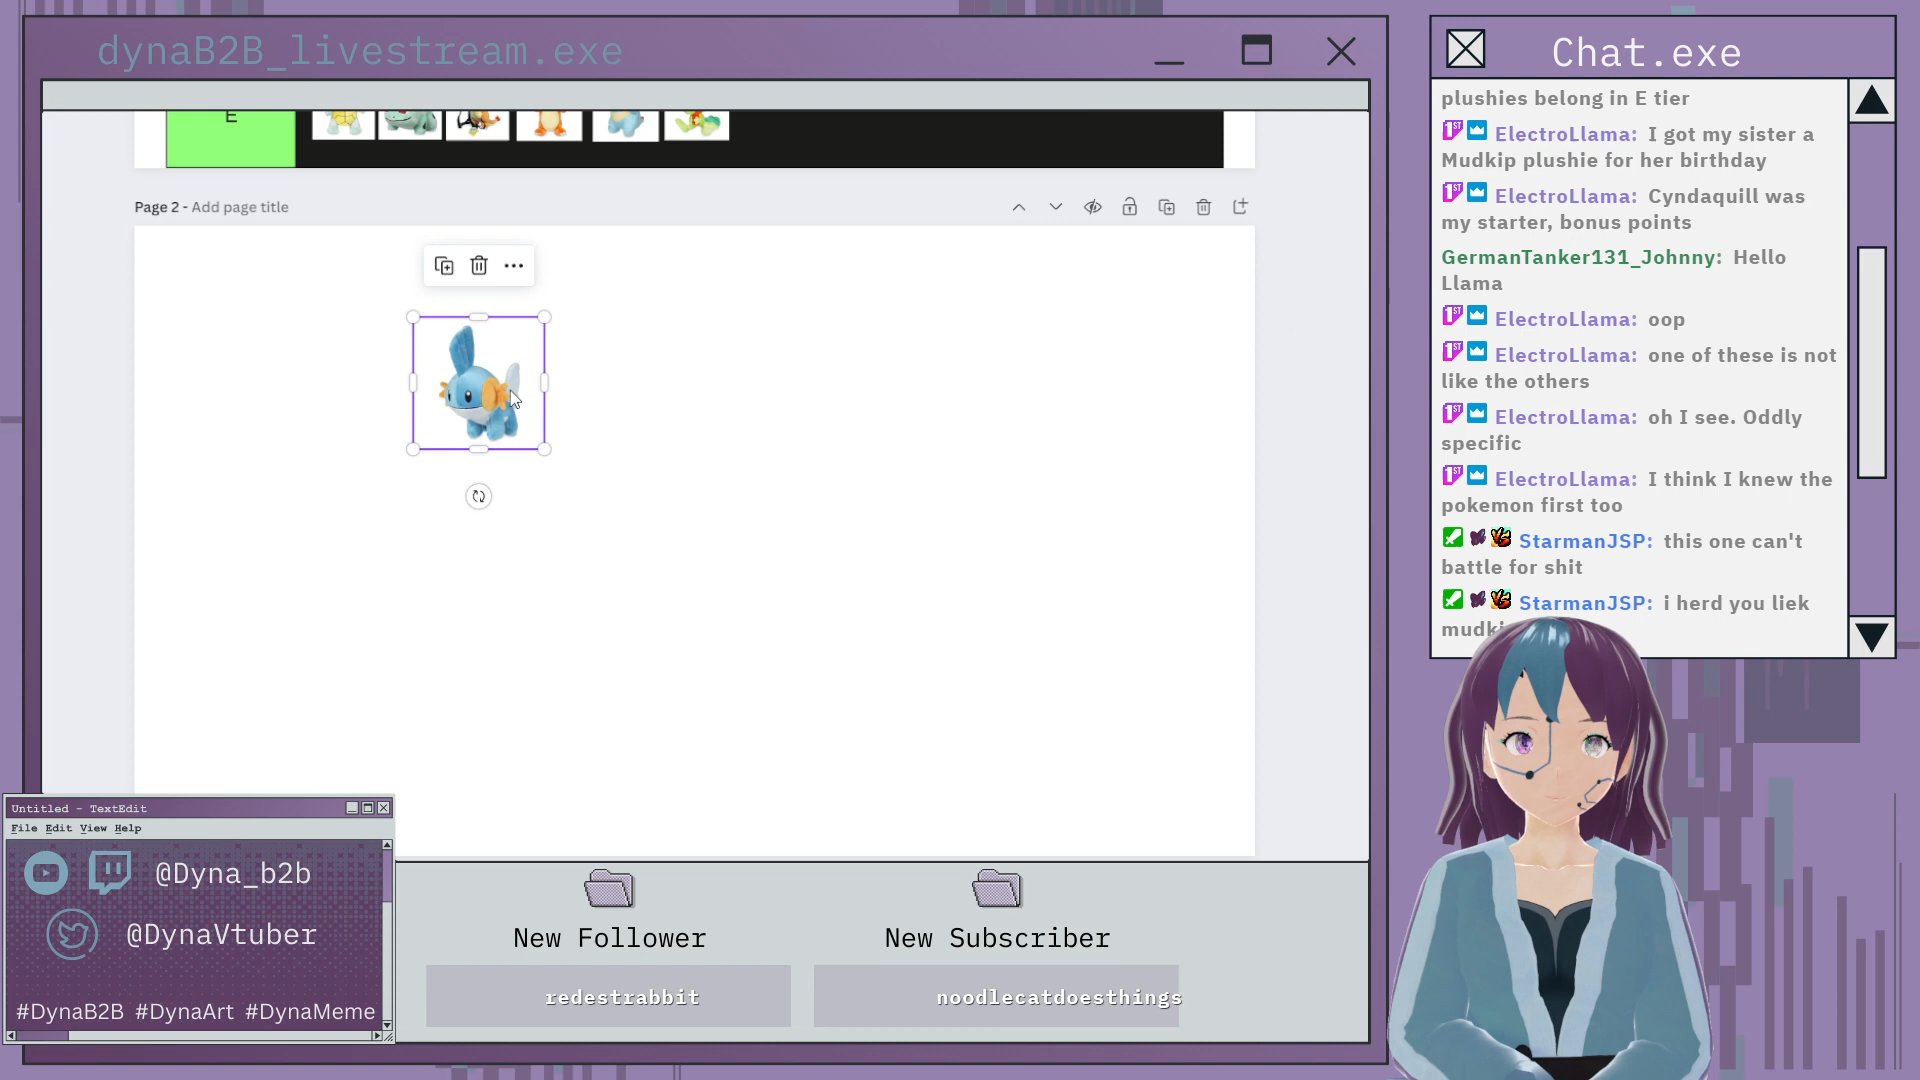 dynaB2B_livestream.exe
E
Page 2 - Add page title
Chat.exe
plushies belong in E tier
ElectroLlama: I got my sister a
Mudkip plushie for her birthday
ElectroLlama: Cyndaquill was
my starter, bonus points
GermanTanker131_Johnny: Hello
Llama
ElectroLlama: oop
ElectroLlama: one of these is not
like the others
ElectroLlama: oh I see. Oddly
specific
ElectroLlama: I think I knew the
pokemon first too
StarmanJSP: this one can't
battle for shit
StarmanJSP: i herd you liek
Untitled - TextEdit
File Edit View Help
@Dyna_b2b
@DynaVtuber
#DynaB2B #DynaArt #DynaMeme
New Follower
redestrabbit
New Subscriber
noodlecatdoesthings